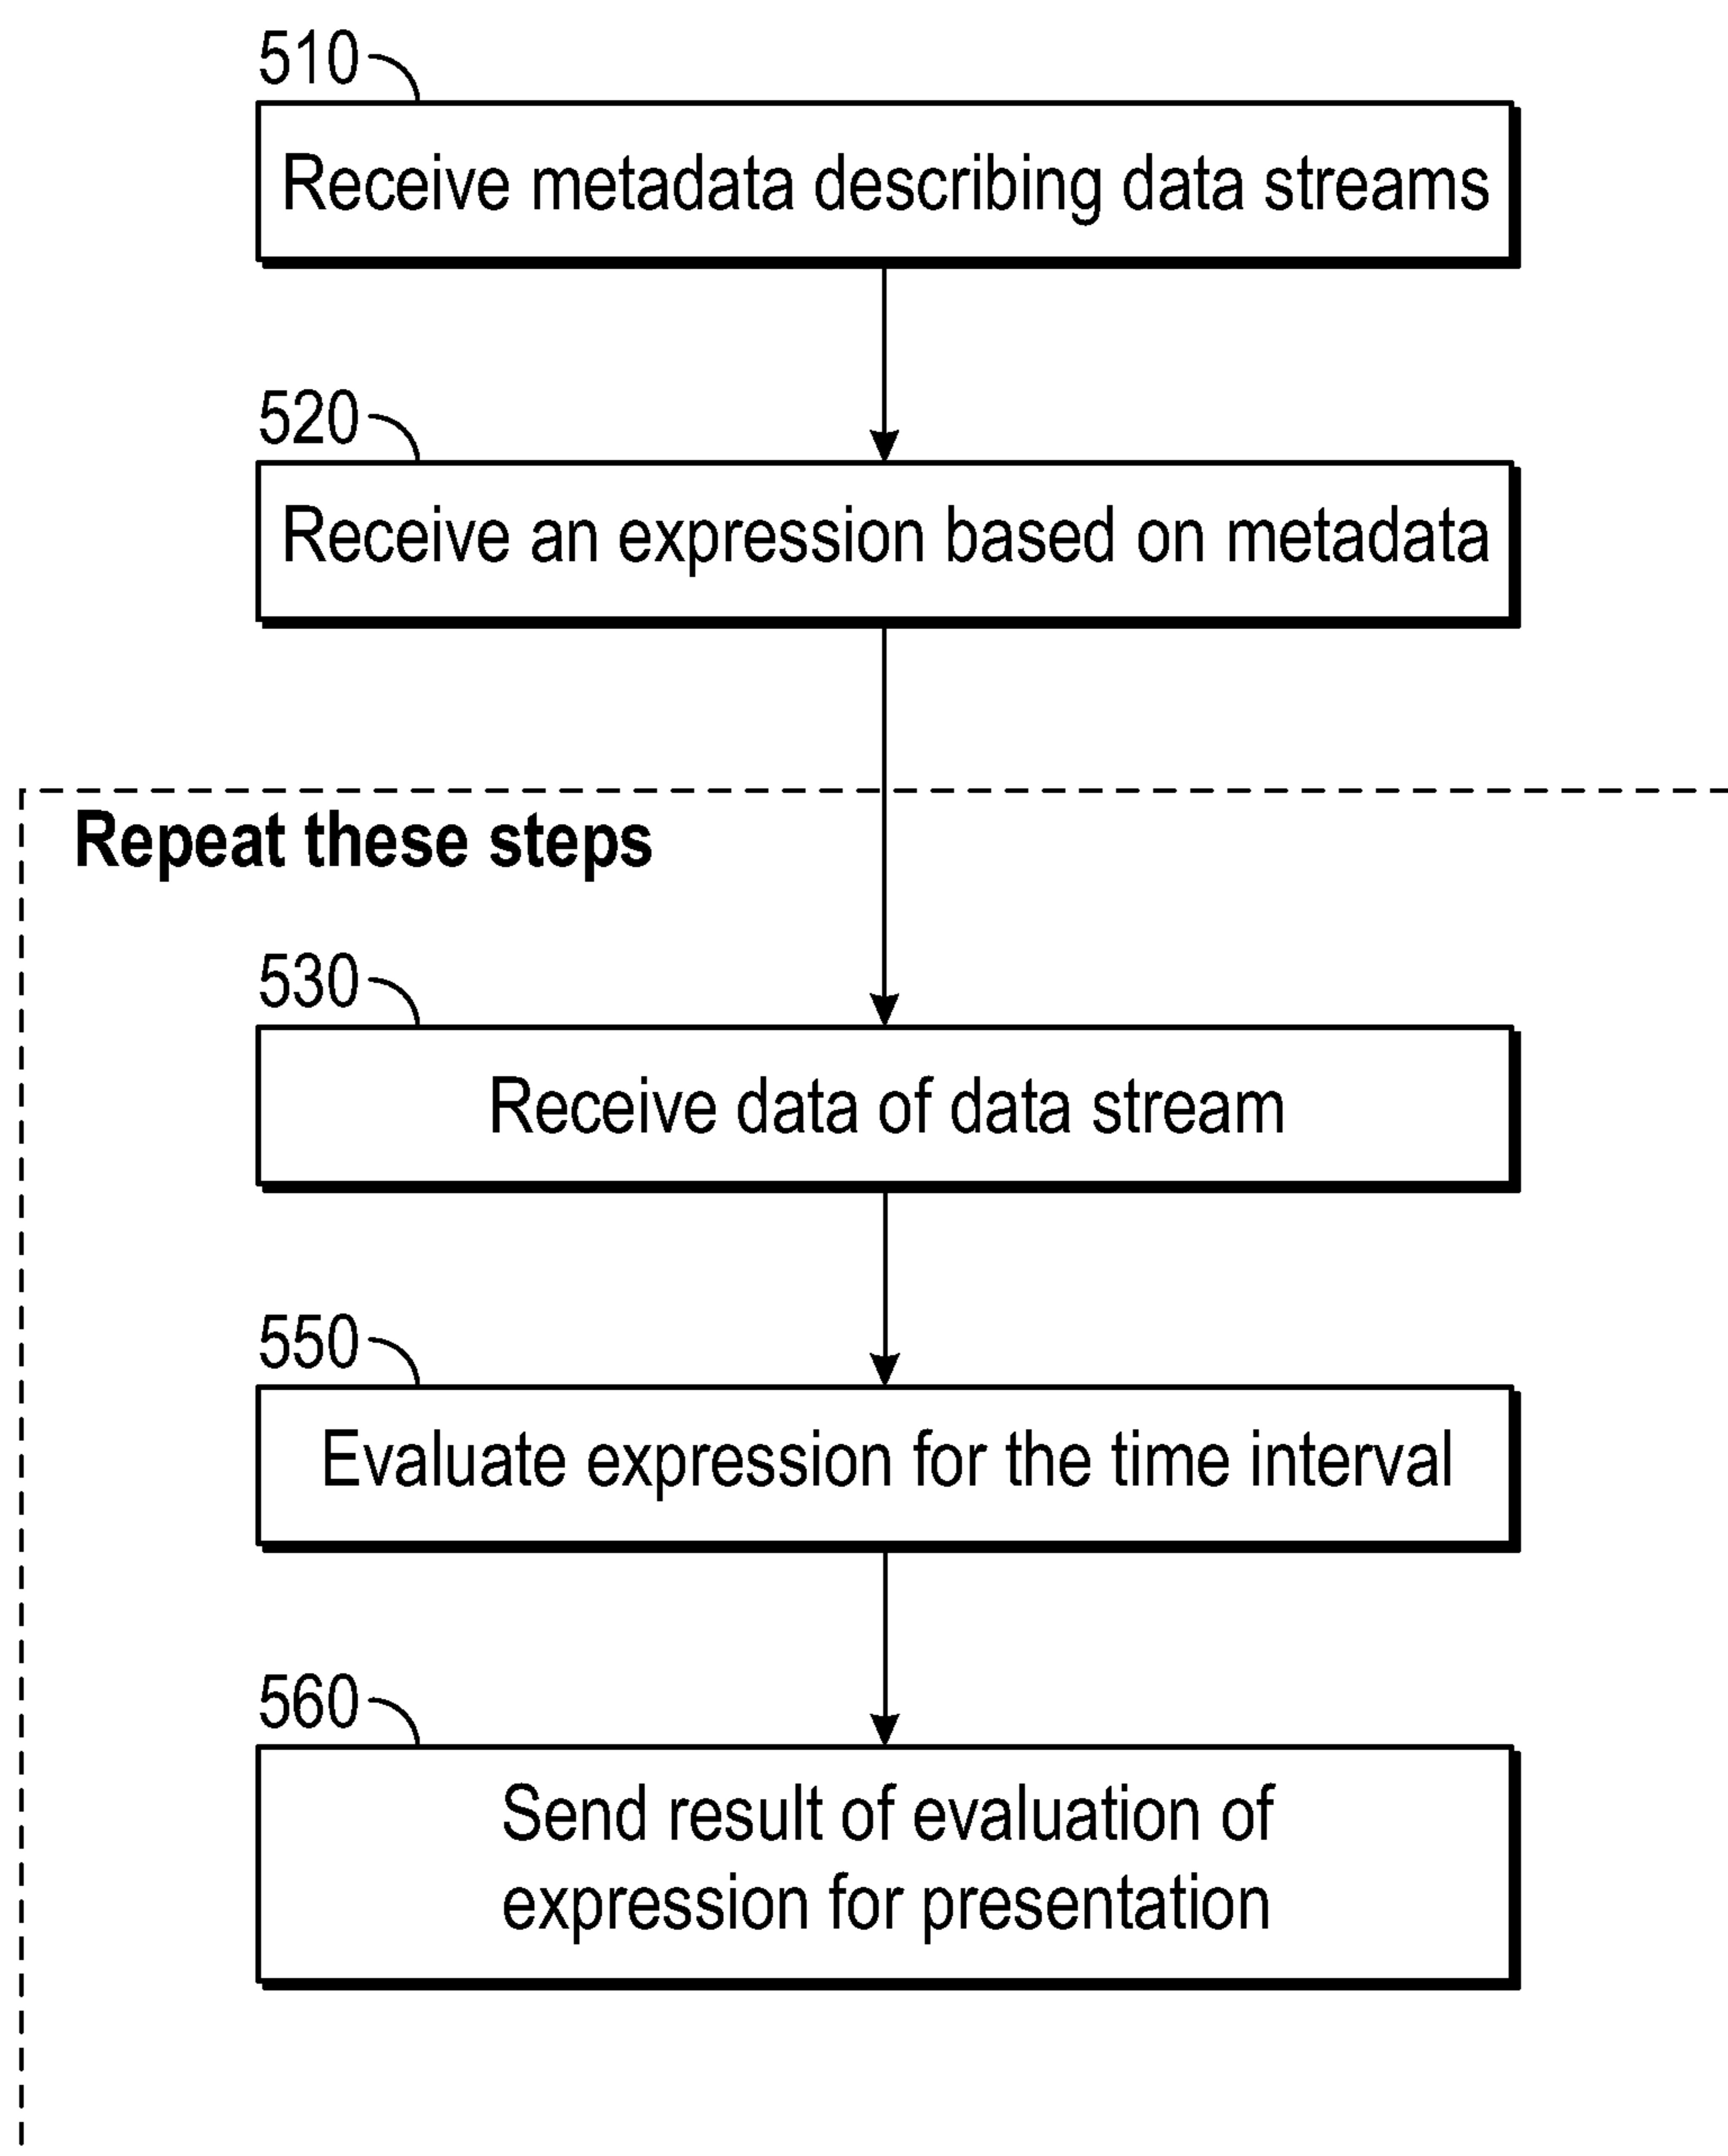 510
Receive metadata describing data streams
520
Receive an expression based on metadata
Repeat these steps
530
Receive data of data stream
550
Evaluate expression for the time interval
560
Send result of evaluation of
expression for presentation